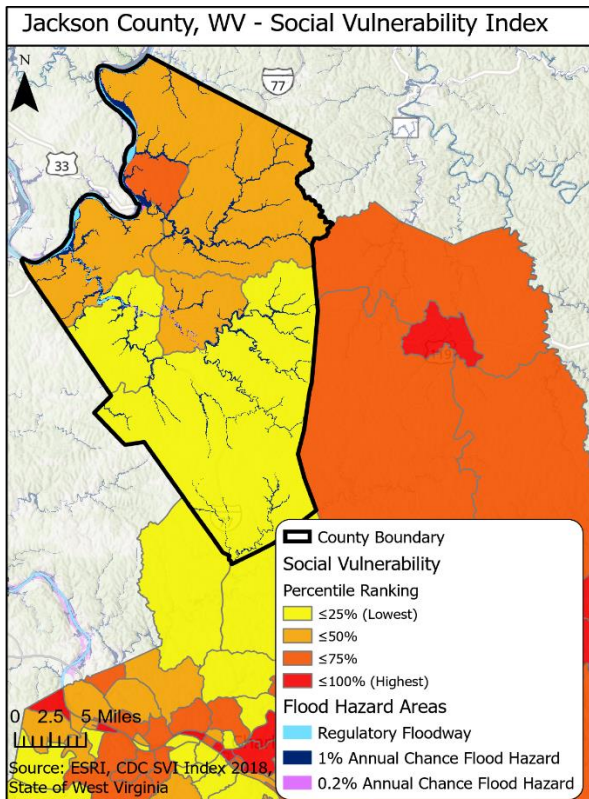 Jackson County, WV - Social Vulnerability Index
N
77
33
County Boundary
Social Vulnerability
Percentile Ranking
≤25% (Lowest)
≤50%
≤75%
≤100% (Highest)
Flood Hazard Areas
Regulatory Floodway
1% Annual Chance Flood Hazard
0.2% Annual Chance Flood Hazard
0 2.5 5 Miles
Source: ESRI, CDC SVI Index 2018,
State of West Virginia